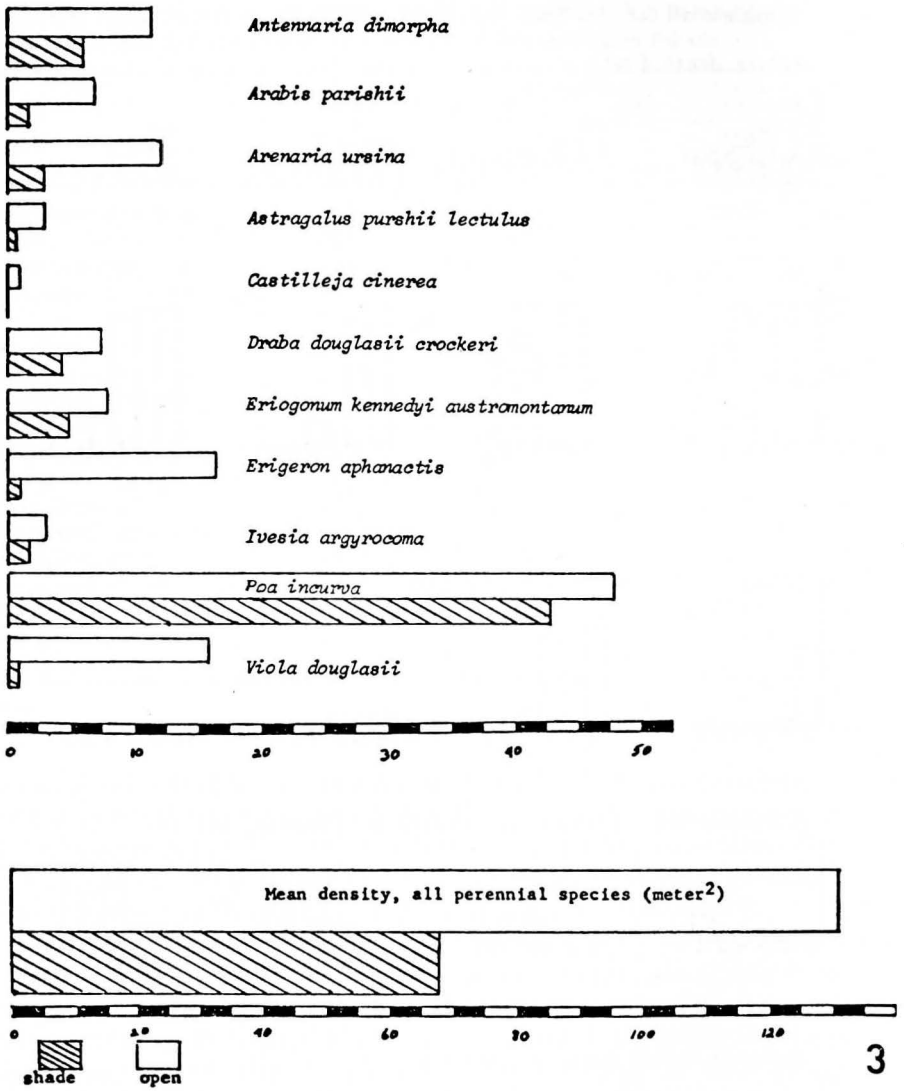 Antennaria dimorpha
Arabis parishii
Arenaria ursina
Astragalus purshii lectulus
Castilleja cinerea
Draba douglasii crockeri
Eriogonum kennedyi austromontanum
Erigeron aphanactis
Ivesia argyrocoma
Poa incurva
Viola douglasii
0 10 20 30 40 50
Mean density, all perennial species (meter²)
0 20 40 60 80 100 120
shade open
3